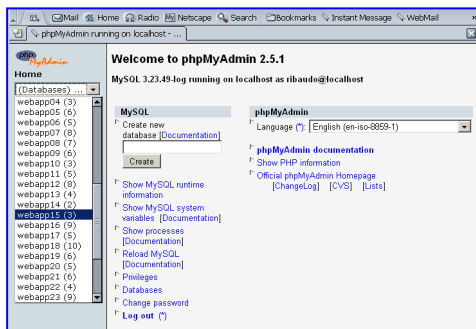 Mail Home Radio Netscape Search Bookmarks Instant Message WebMail
phpMyAdmin running on localhost - ...
php
MyAdmin
Home
(Databases) ...
webapp04 (3)
webapp05 (6)
webapp06 (5)
webapp07 (8)
webapp08 (7)
webapp09 (6)
webapp10 (3)
webapp11 (5)
webapp12 (8)
webapp13 (4)
webapp14 (2)
webapp15 (3)
webapp16 (9)
webapp17 (5)
webapp18 (10)
webapp19 (6)
webapp20 (5)
webapp21 (6)
webapp22 (4)
webapp23 (9)
Welcome to phpMyAdmin 2.5.1
MySQL 3.23.49-log running on localhost as ribaudo@localhost
MySQL
Create new
database [Documentation]
Create
Show MySQL runtime
information
Show MySQL system
variables [Documentation]
Show processes
[Documentation]
Reload MySQL
[Documentation]
Privileges
Databases
Change password
Log out (*)
phpMyAdmin
Language (*): English (en-iso-8859-1)
phpMyAdmin documentation
Show PHP information
Official phpMyAdmin Homepage
[ChangeLog] [CVS] [Lists]